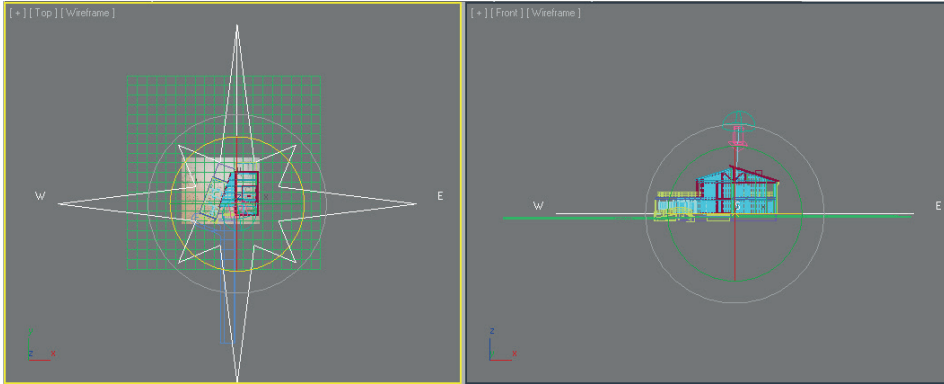 [ + ] [ Top ] [ Wireframe ]
W
E
z
x
[ + ] [ Front ] [ Wireframe ]
W
E
z
x